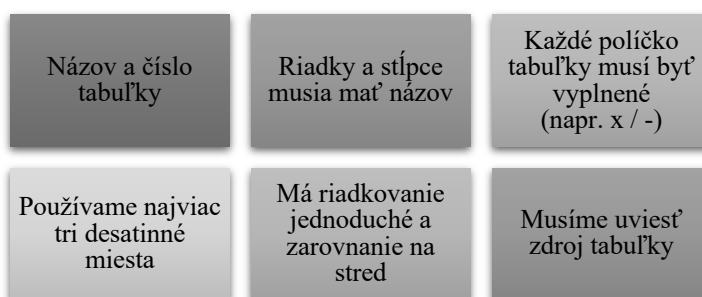 Názov a číslo
tabuľky
Riadky a stĺpce
musia mať názov
Každé políčko
tabuľky musí byť
vyplnené
(napr. x / -)
Používame najviac
tri desatinné
miesta
Má riadkovanie
jednoduché a
zarovnanie na
stred
Musíme uviesť
zdroj tabuľky